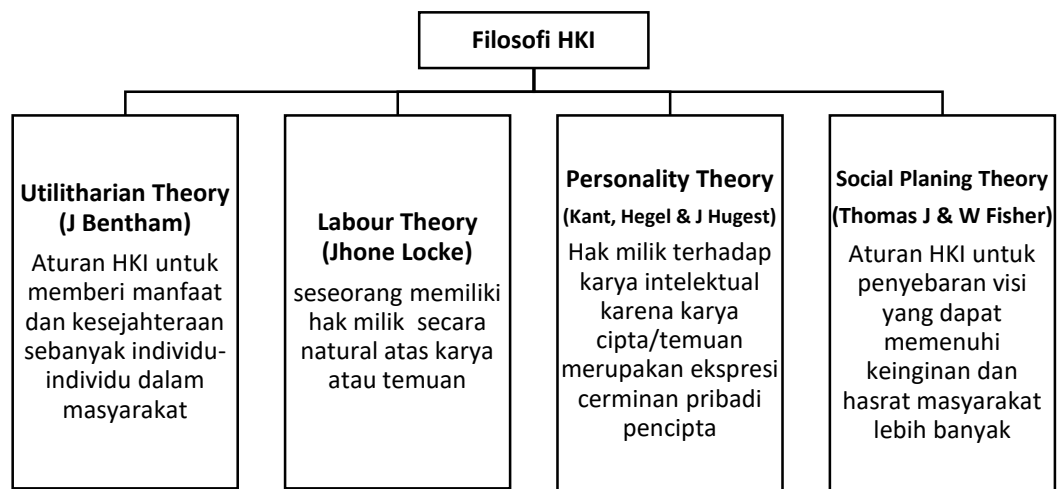 Filosofi HKI
Utilitharian Theory
(J Bentham)
Aturan HKI untuk
memberi manfaat
dan kesejahteraan
sebanyak individu-
individu dalam
masyarakat
Labour Theory
(Jhone Locke)
seseorang memiliki
hak milik secara
natural atas karya
atau temuan
Personality Theory
(Kant, Hegel & J Hugest)
Hak milik terhadap
karya intelektual
karena karya
cipta/temuan
merupakan ekspresi
cerminan pribadi
pencipta
Social Planing Theory
(Thomas J & W Fisher)
Aturan HKI untuk
penyebaran visi
yang dapat
memenuhi
keinginan dan
hasrat masyarakat
lebih banyak